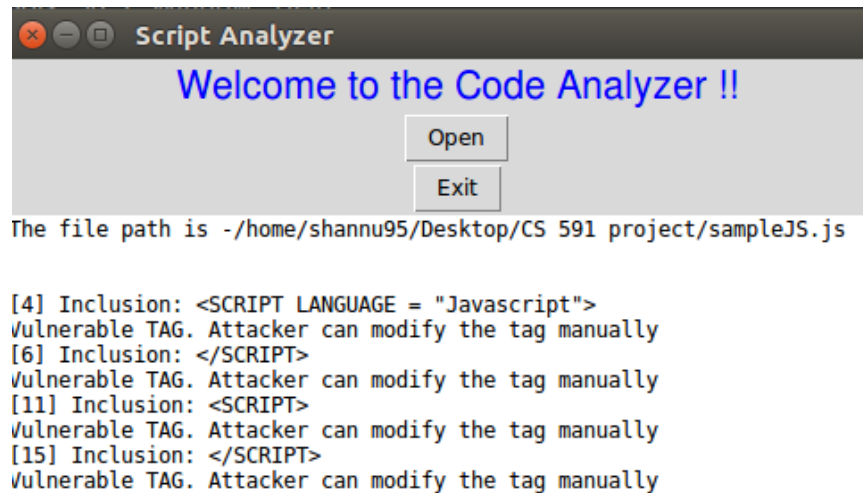 Script Analyzer
Welcome to the Code Analyzer !!
Open
Exit
The file path is -/home/shannu95/Desktop/CS 591 project/sampleJS.js
[4] Inclusion: <SCRIPT LANGUAGE = "Javascript">
Vulnerable TAG. Attacker can modify the tag manually
[6] Inclusion: </SCRIPT>
Vulnerable TAG. Attacker can modify the tag manually
[11] Inclusion: <SCRIPT>
Vulnerable TAG. Attacker can modify the tag manually
[15] Inclusion: </SCRIPT>
Vulnerable TAG. Attacker can modify the tag manually